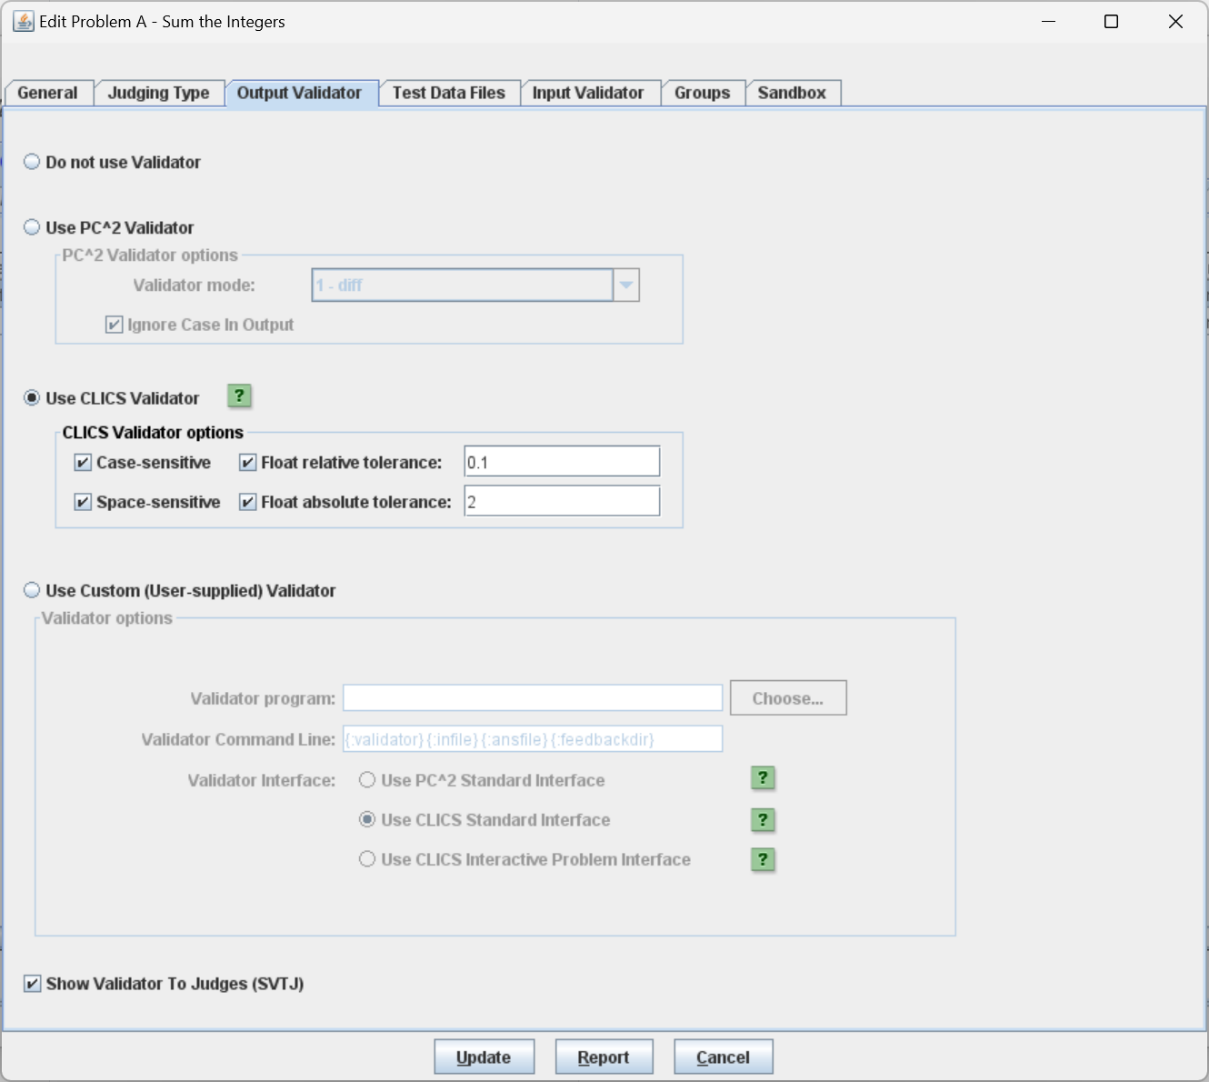 Edit Problem A - Sum the Integers
General Judging Type Output Validator Test Data Files Input Validator Groups Sandbox
Do not use Validator
Use PC^2 Validator
PC^2 Validator options
Validator mode: 1 - diff
Ignore Case In Output
Use CLICS Validator ?
CLICS Validator options
Case-sensitive Float relative tolerance: 0.1
Space-sensitive Float absolute tolerance: 2
Use Custom (User-supplied) Validator
Validator options
Validator program: Choose...
Validator Command Line: {:validator} {:infile} {:ansfile} {:feedbackdir}
Validator Interface: Use PC^2 Standard Interface ?
Use CLICS Standard Interface ?
Use CLICS Interactive Problem Interface ?
Show Validator To Judges (SVTJ)
Update Report Cancel